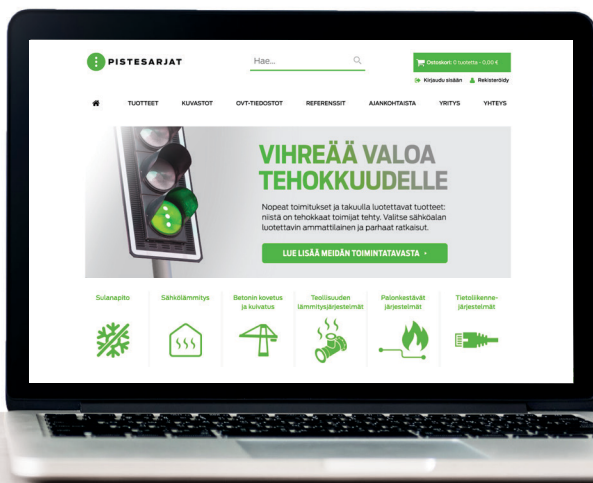 PISTESARJAT
Hae...
Ostoskori: 0 tuotetta - 0,00 €
Kirjaudu sisään
Rekisteröidy
TUOTTEET
KUVASTOT
OVT-TIEDOSTOT
REFERENSSIT
AJANKOHTAISTA
YRITYS
YHTEYS
VIHREÄÄ VALOA
TEHOKKUUDELLE
Nopeat toimitukset ja takuulla luotettavat tuotteet:
niistä on tehokkaat toimijat tehty. Valitse sähköalan
luotettavin ammattilainen ja parhaat ratkaisut.
LUE LISÄÄ MEIDÄN TOIMINTATAVASTA
Sulanapito
Sähkölämmitys
Betonin kovetus
ja kuivatus
Teollisuuden
lämmitysjärjestelmät
Palonkestävät
järjestelmät
Tietoliikenne-
järjestelmät